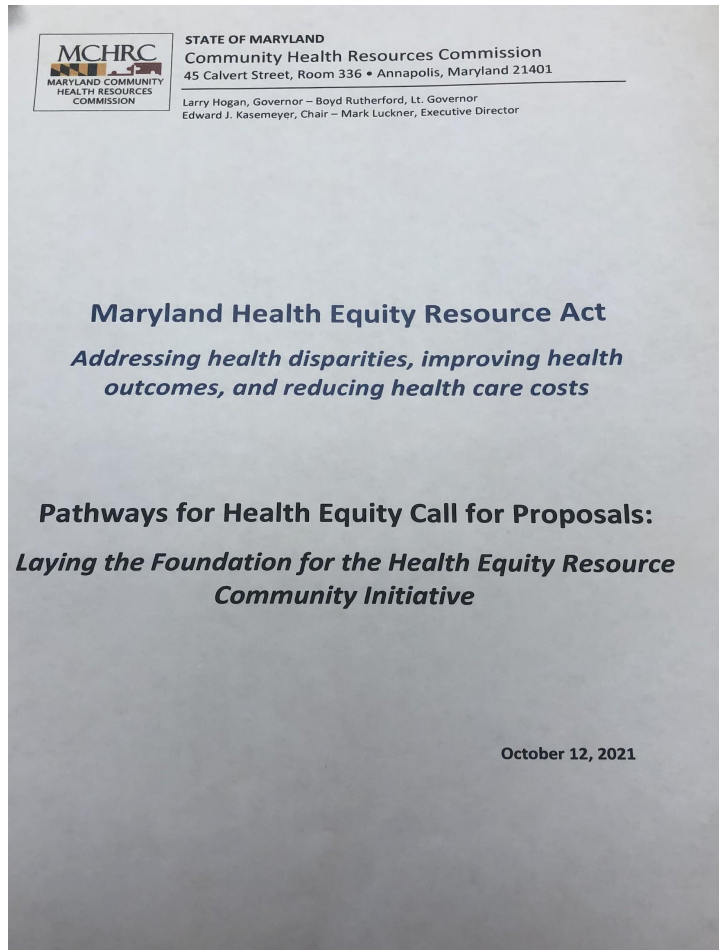 MCHRC
MARYLAND COMMUNITY
HEALTH RESOURCES
COMMISSION
STATE OF MARYLAND
Community Health Resources Commission
45 Calvert Street, Room 336 • Annapolis, Maryland 21401
Larry Hogan, Governor – Boyd Rutherford, Lt. Governor
Edward J. Kasemeyer, Chair – Mark Luckner, Executive Director
Maryland Health Equity Resource Act
Addressing health disparities, improving health
outcomes, and reducing health care costs
Pathways for Health Equity Call for Proposals:
Laying the Foundation for the Health Equity Resource
Community Initiative
October 12, 2021